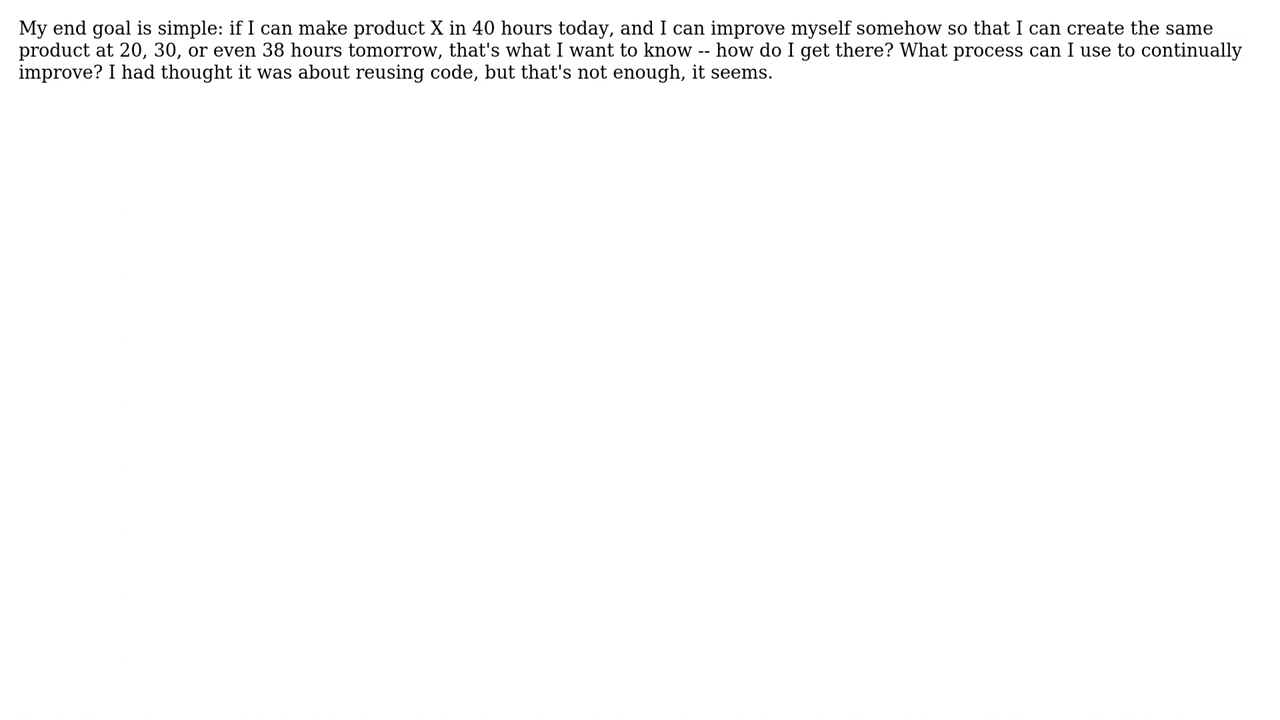 My end goal is simple: if I can make product X in 40 hours today, and I can improve myself somehow so that I can create the same
product at 20, 30, or even 38 hours tomorrow, that's what I want to know -- how do I get there? What process can I use to continually
improve? I had thought it was about reusing code, but that's not enough, it seems.